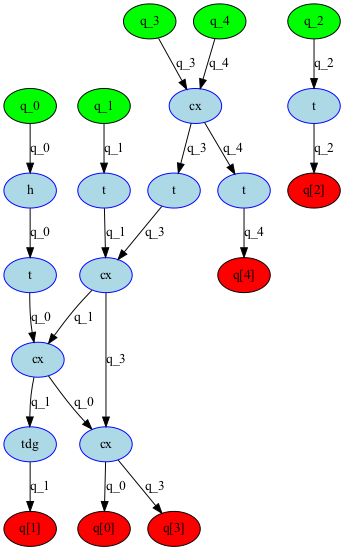 q_3 q_4 q_2
q_3 q_4 q_2
q_0 q_1 cx t
q_0 q_1 q_3 q_4 q_2
h t t t q[2]
q_0 q_1 q_3 q_4
t cx q[4]
q_0 q_1
cx q_3
q_1 q_0
tdg cx
q_1 q_0 q_3
q[1] q[0] q[3]